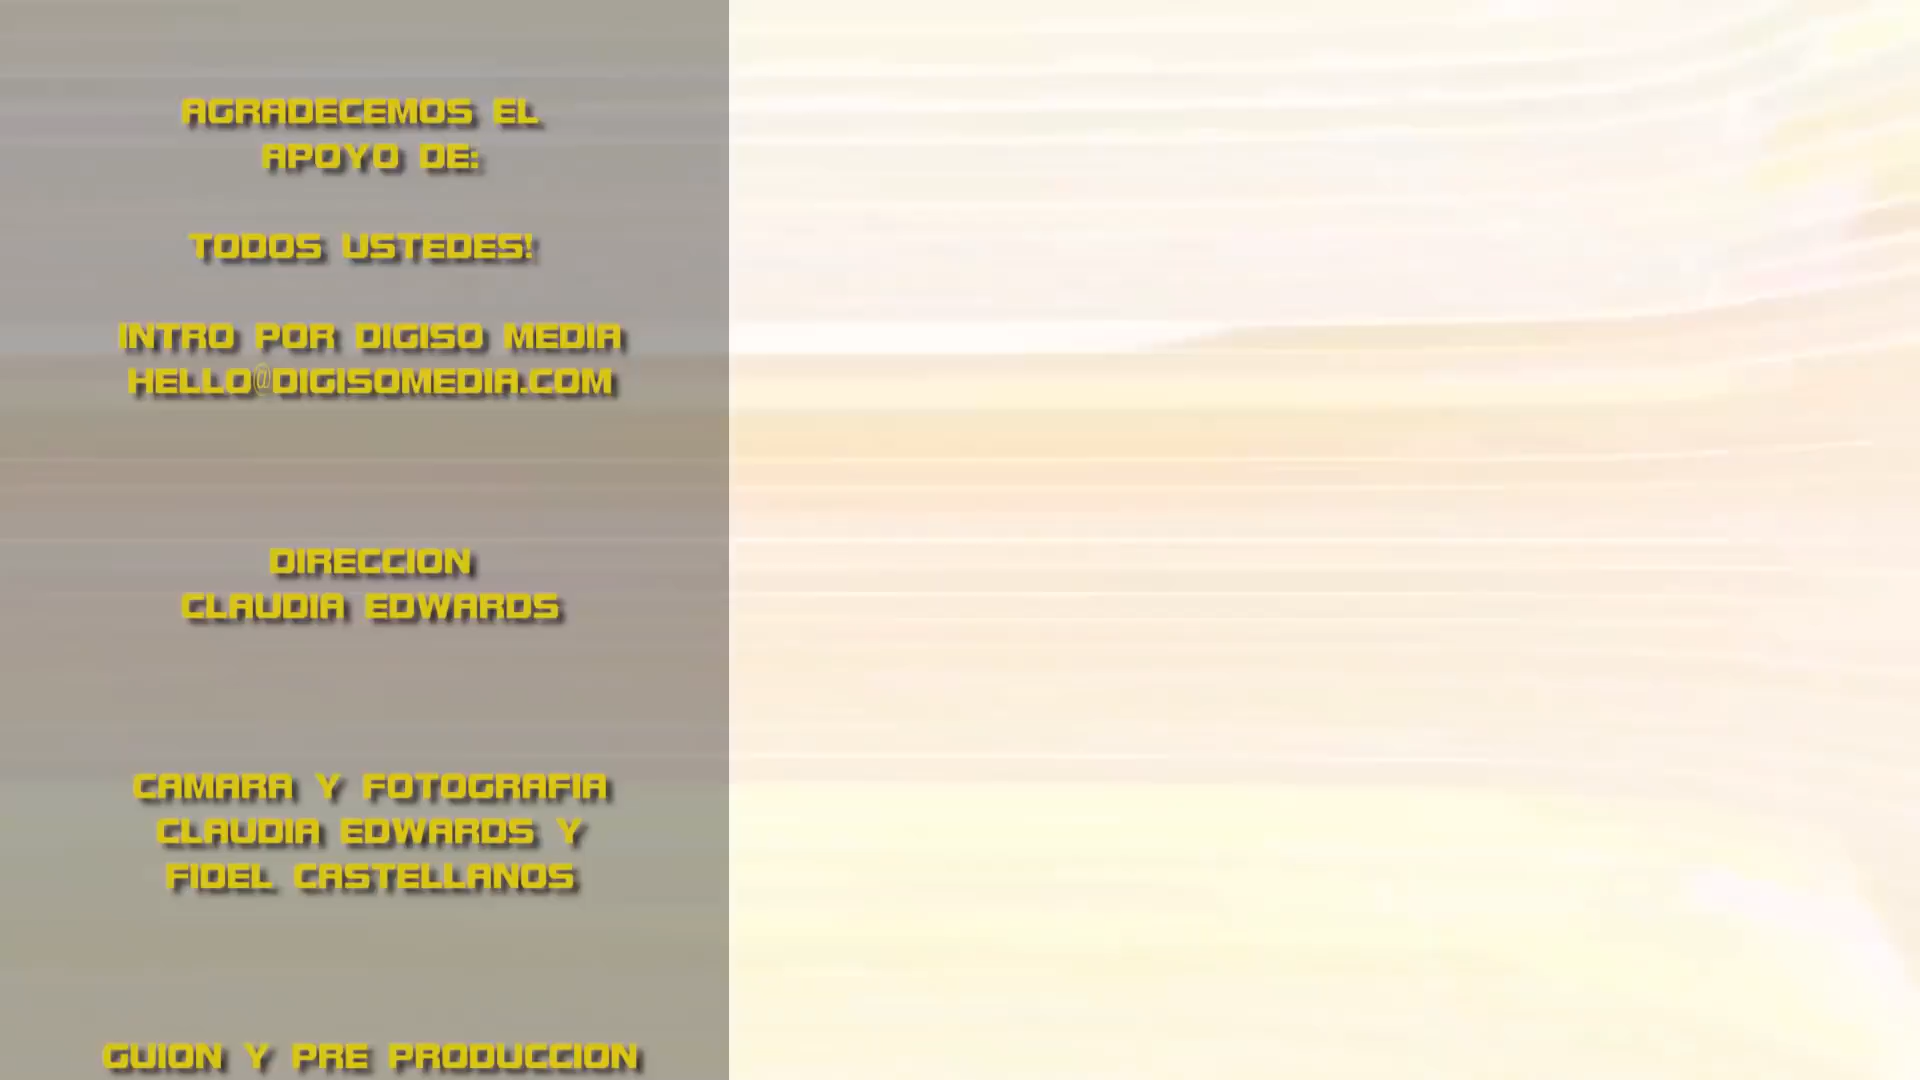 AGRADECEMOS EL
APOYO DE:
TODOS USTEDES!
INTRO POR DIGISO MEDIA
HELLO@DIGISOMEDIA.COM
DIRECCION
CLAUDIA EDWARDS
CAMARA Y FOTOGRAFIA
CLAUDIA EDWARDS Y
FIDEL CASTELLANOS
GUION Y PRE PRODUCCION